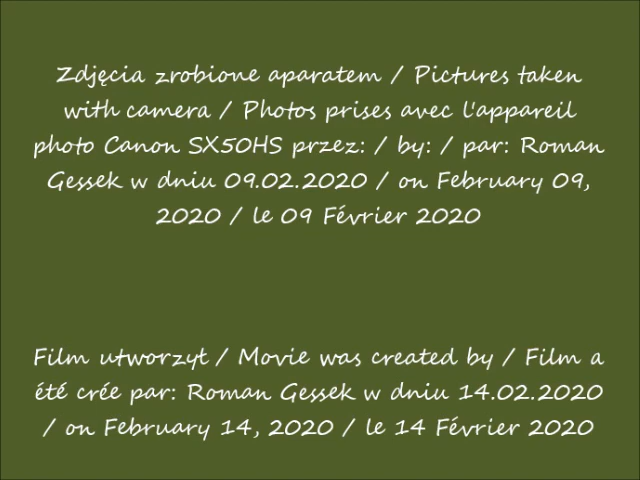 Zdjęcia zrobione aparatem / Pictures taken
with camera / Photos prises avec l'appareil
photo Canon SX50HS przez: / by: / par: Roman
Gessek w dniu 09.02.2020 / on February 09,
2020 / le 09 Février 2020
Film utworzył / Movie was created by / Film a
été crée par: Roman Gessek w dniu 14.02.2020
/ on February 14, 2020 / le 14 Février 2020